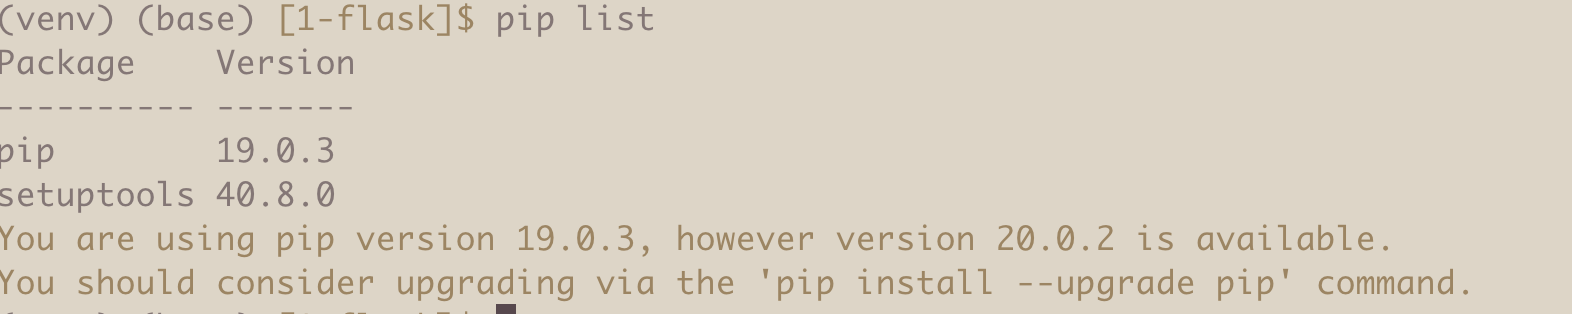 (venv) (base) [1-flask]$ pip list
Package    Version
---------- -------
pip        19.0.3
setuptools 40.8.0
You are using pip version 19.0.3, however version 20.0.2 is available.
You should consider upgrading via the 'pip install --upgrade pip' command.